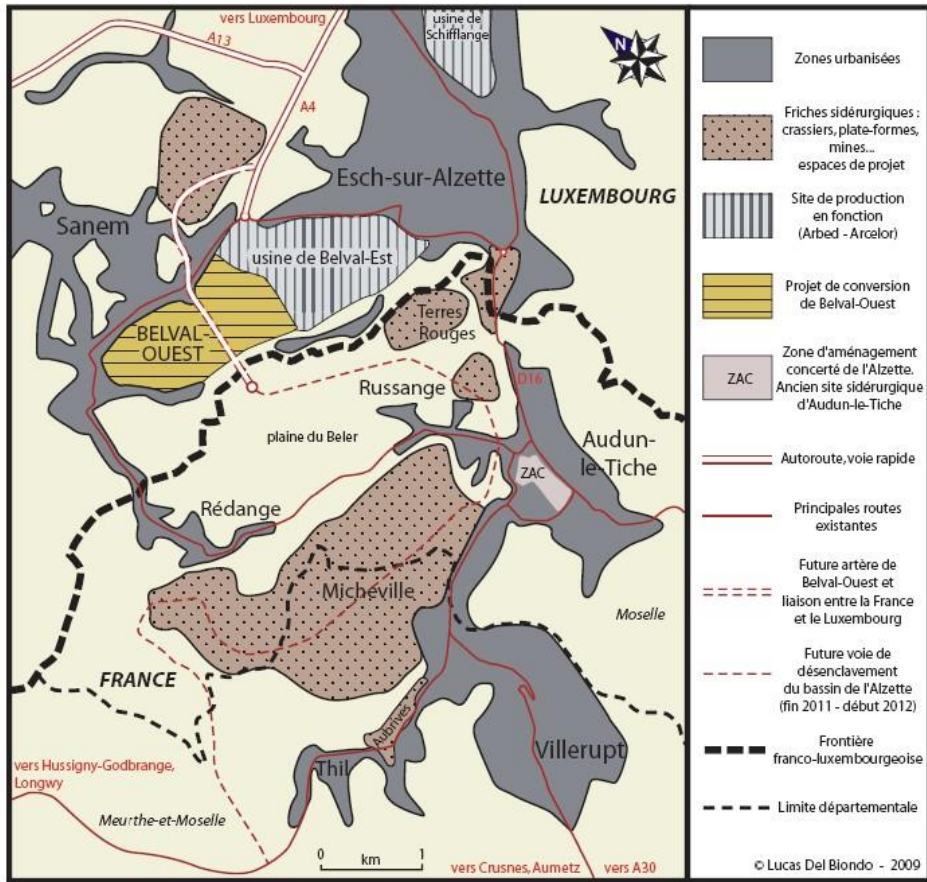 vers Luxembourg
A13
A4
usine de
Schifflange
N
Esch-sur-Alzette
LUXEMBOURG
Sanem
usine de Belval-Est
BELVAL-
OUEST
Terres
Rouges
Russange
D16
plaine du Beler
Audun-
le-Tiche
ZAC
Rédange
Micheville
Moselle
FRANCE
Aubrives
Villerupt
Thil
vers Hussigny-Godbrange,
Longwy
Meurthe-et-Moselle
0 1
km
vers Crusnes, Aumetz
vers A30
Zones urbanisées
Friches sidérurgiques :
crassiers, plate-formes,
mines...
espaces de projet
Site de production
en fonction
(Arbed - Arcelor)
Projet de conversion
de Belval-Ouest
ZAC
Zone d'aménagement
concerté de l'Alzette.
Ancien site sidérurgique
d'Audun-le-Tiche
Autoroute, voie rapide
Principales routes
existantes
Future artère de
Belval-Ouest et
liaison entre la France
et le Luxembourg
Future voie de
désenclavement
du bassin de l'Alzette
(fin 2011 - début 2012)
Frontière
franco-luxembourgeoise
Limite départementale
© Lucas Del Biondo - 2009